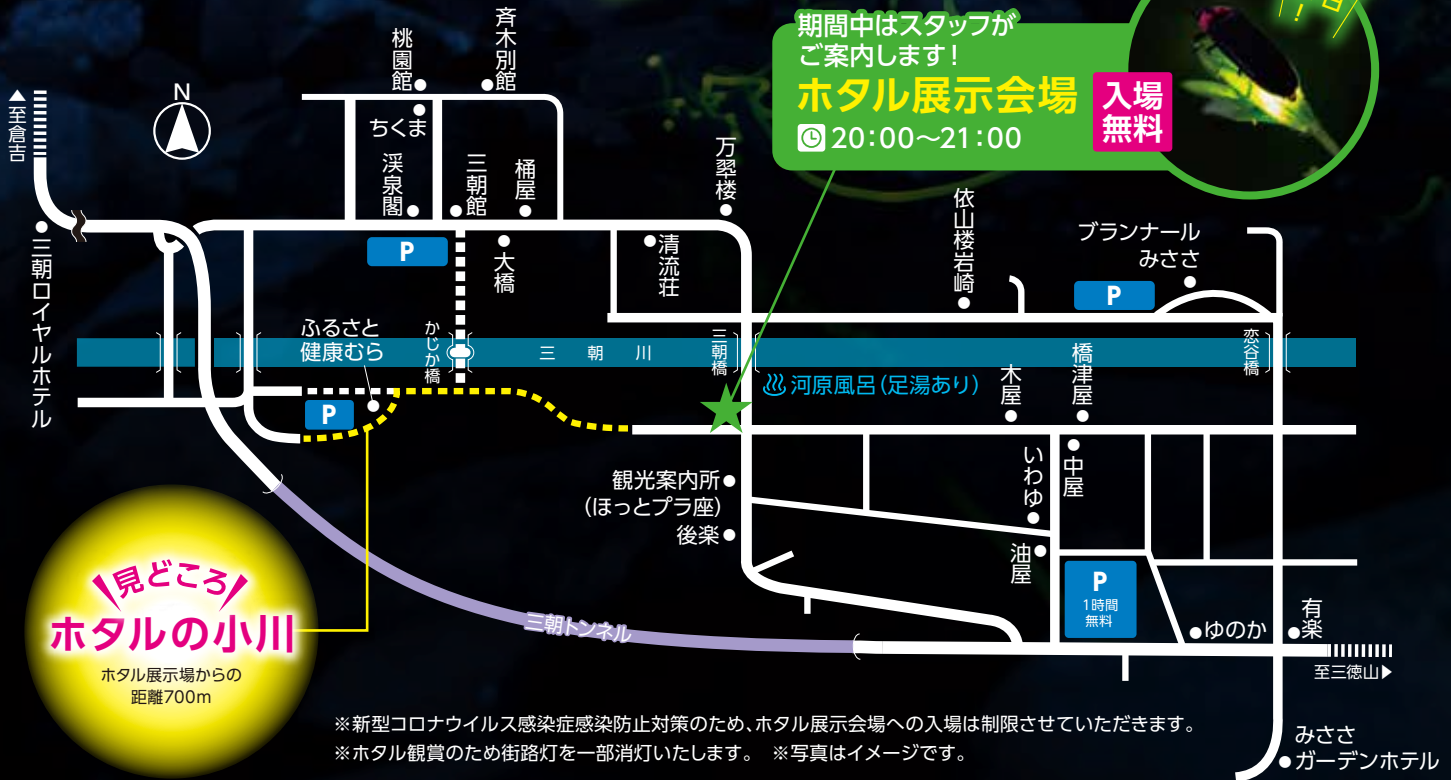 期間中はスタッフが
ご案内します!
ホタル展示会場
入場
無料
20:00〜21:00
日
!
N
▲至倉吉
三朝ロイヤルホテル
桃園館
斉木別館
ちくま
渓泉閣
三朝館
桶屋
大橋
清流荘
万翠楼
依山楼岩崎
ブランナール
みささ
P
P
ふるさと
健康むら
かじか橋
三朝川
三朝橋
恋谷橋
河原風呂(足湯あり)
木屋
橋津屋
P
観光案内所
(ほっとプラ座)
後楽
いわゆ
中屋
油屋
P
1時間
無料
ゆのか
有楽
至三徳山▶
三朝トンネル
みささ
ガーデンホテル
見どころ
ホタルの小川
ホタル展示場からの
距離700m
※新型コロナウイルス感染症感染防止対策のため、ホタル展示会場への入場は制限させていただきます。
※ホタル観賞のため街路灯を一部消灯いたします。 ※写真はイメージです。